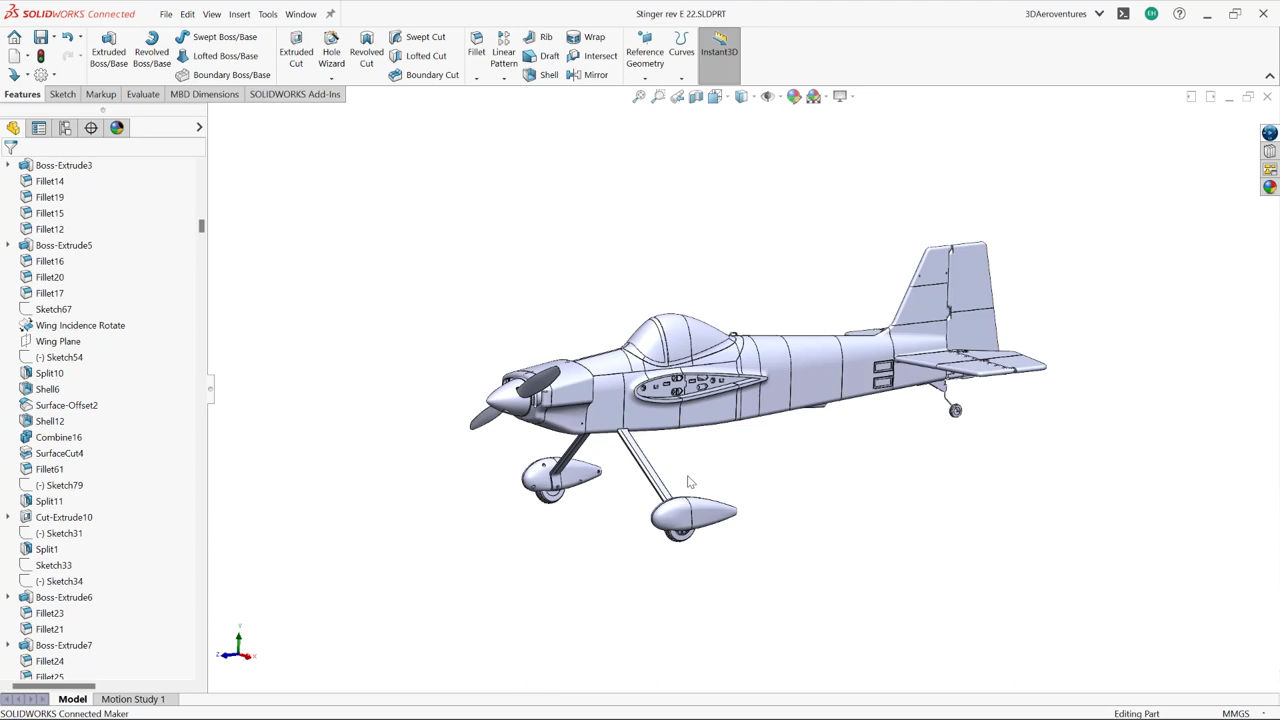 SOLIDWORKS Connected
File Edit View Insert Tools Window
Stinger rev E 22.SLDPRT
3DAeroventures
EH
Extruded Boss/Base
Revolved Boss/Base
Swept Boss/Base
Lofted Boss/Base
Boundary Boss/Base
Extruded Cut
Hole Wizard
Revolved Cut
Swept Cut
Lofted Cut
Boundary Cut
Fillet
Linear Pattern
Rib
Draft
Shell
Wrap
Intersect
Mirror
Reference Geometry
Curves
Instant3D
Features Sketch Markup Evaluate MBD Dimensions SOLIDWORKS Add-Ins
Boss-Extrude3
Fillet14
Fillet19
Fillet15
Fillet12
Boss-Extrude5
Fillet16
Fillet20
Fillet17
Sketch67
Wing Incidence Rotate
Wing Plane
(-) Sketch54
Split10
Shell6
Surface-Offset2
Shell12
Combine16
SurfaceCut4
Fillet61
(-) Sketch79
Split11
Cut-Extrude10
(-) Sketch31
Split1
Sketch33
(-) Sketch34
Boss-Extrude6
Fillet23
Fillet21
Boss-Extrude7
Fillet24
Fillet25
Y
Z
X
Model Motion Study 1
SOLIDWORKS Connected Maker
Editing Part
MMGS